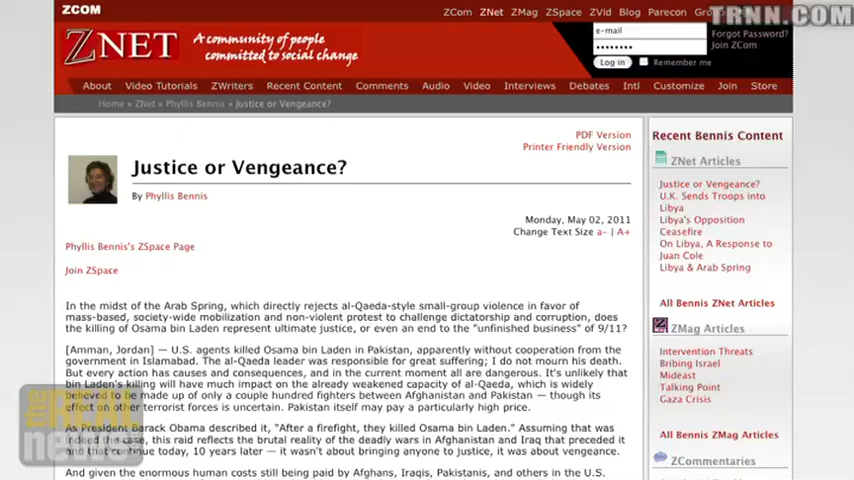 ZCOM
ZCom ZNet ZMag ZSpace ZVid Blog Parecon
TRNN.COM
ZNET
A community of people
committed to social change
e-mail
Forgot Password?
Join ZCom
Log in
Remember me
About Video Tutorials ZWriters Recent Content Comments Audio Video Interviews Debates Intl Customize Join Store
Home » ZNet » Phyllis Bennis » Justice or Vengeance?
PDF Version
Printer Friendly Version
Justice or Vengeance?
By Phyllis Bennis
Monday, May 02, 2011
Change Text Size a- | A+
Phyllis Bennis's ZSpace Page
Join ZSpace
In the midst of the Arab Spring, which directly rejects al-Qaeda-style small-group violence in favor of
mass-based, society-wide mobilization and non-violent protest to challenge dictatorship and corruption, does
the killing of Osama bin Laden represent ultimate justice, or even an end to the "unfinished business" of 9/11?
[Amman, Jordan] — U.S. agents killed Osama bin Laden in Pakistan, apparently without cooperation from the
government in Islamabad. The al-Qaeda leader was responsible for great suffering; I do not mourn his death.
But every action has causes and consequences, and in the current moment all are dangerous. It's unlikely that
bin Laden's killing will have much impact on the already weakened capacity of al-Qaeda, which is widely
believed to be made up of only a couple hundred fighters between Afghanistan and Pakistan — though its
effect on other terrorist forces is uncertain. Pakistan itself may pay a particularly high price.
As President Barack Obama described it, "After a firefight, they killed Osama bin Laden." Assuming that was
indeed the case, this raid reflects the brutal reality of the deadly wars in Afghanistan and Iraq that preceded it
and that continue today, 10 years later — it wasn't about bringing anyone to justice, it was about vengeance.
And given the enormous human costs still being paid by Afghans, Iraqis, Pakistanis, and others in the U.S.
the REAL
news
Recent Bennis Content
ZNet Articles
Justice or Vengeance?
U.K. Sends Troops into
Libya
Libya's Opposition
Ceasefire
On Libya, A Response to
Juan Cole
Libya & Arab Spring
All Bennis ZNet Articles
ZMag Articles
Intervention Threats
Bribing Israel
Mideast
Talking Point
Gaza Crisis
All Bennis ZMag Articles
ZCommentaries